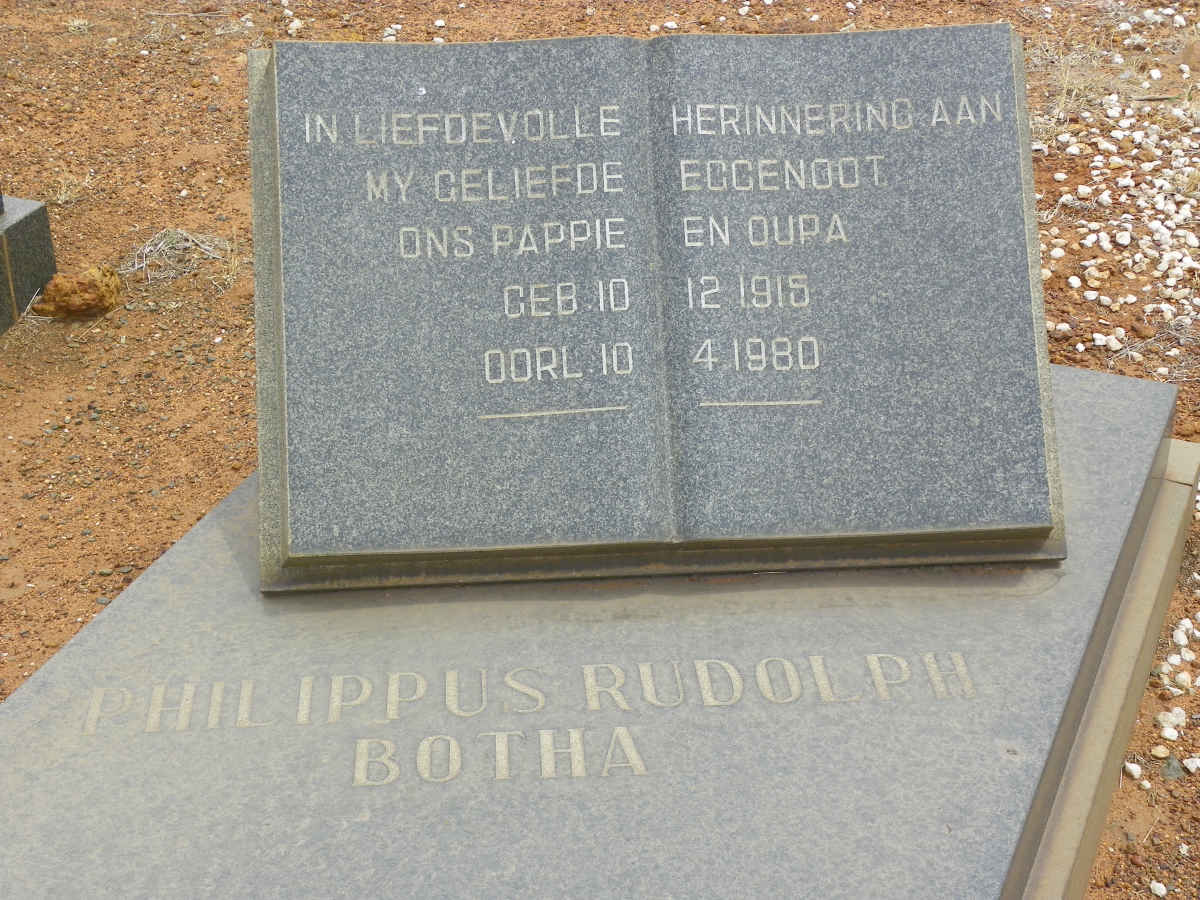 IN LIEFDEVOLLE HERINNERING AAN
MY GELIEFDE EGGENOOT
ONS PAPPIE EN OUPA
GEB. 10 12 1915
OORL. 10 4.1980
PHILIPPUS RUDOLPH
BOTHA